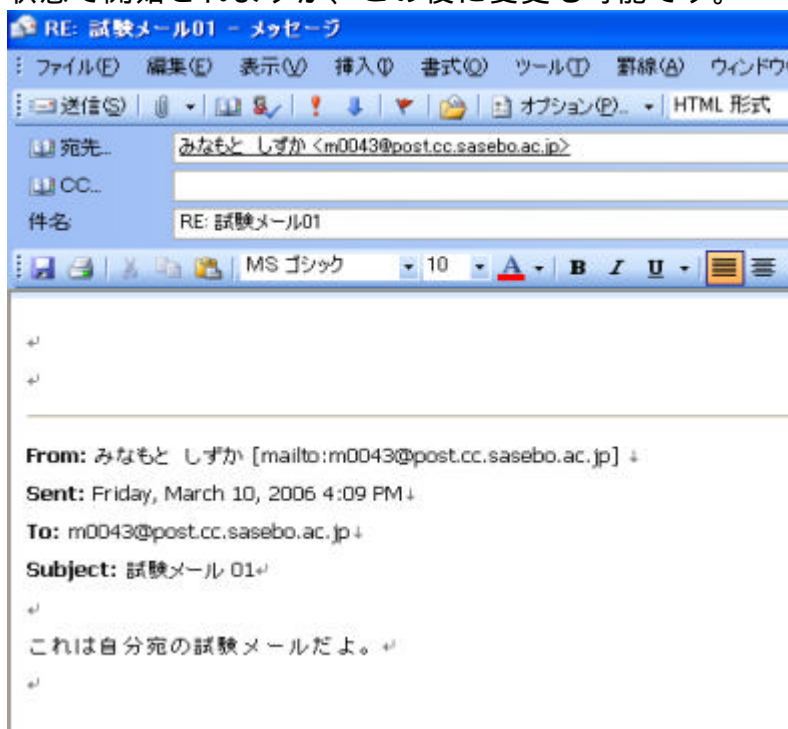 状態で開始されますが、この後に変更も可能です。
RE: 試験メール01 - メッセージ
ファイル(F) 編集(E) 表示(V) 挿入(I) 書式(O) ツール(T) 罫線(A) ウィンドウ
送信(S) オプション(P)... HTML 形式
宛先... みなもと しずか <m0043@post.cc.sasebo.ac.jp>
CC...
件名: RE: 試験メール01
MS ゴシック 10 A B I U
From: みなもと しずか [mailto:m0043@post.cc.sasebo.ac.jp]
Sent: Friday, March 10, 2006 4:09 PM
To: m0043@post.cc.sasebo.ac.jp
Subject: 試験メール 01
これは自分宛の試験メールだよ。